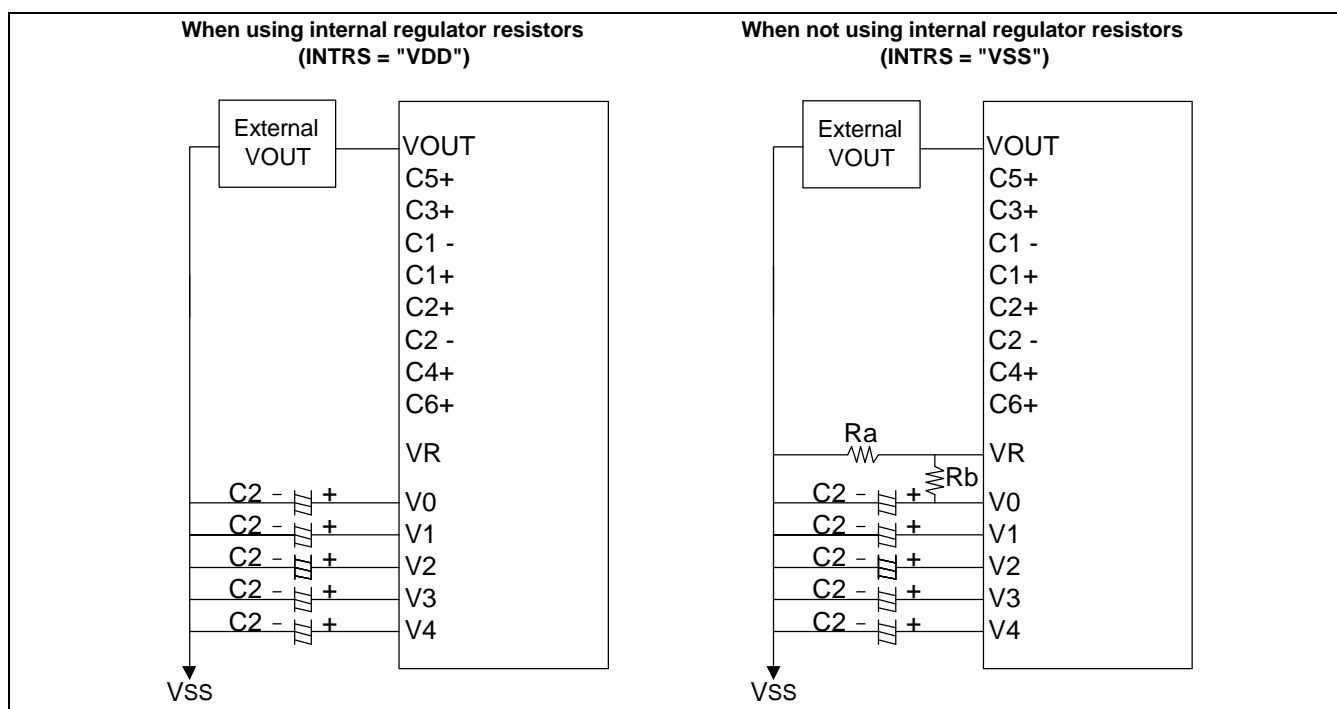 When using internal regulator resistors
(INTRS = "VDD")
External
VOUT
VOUT
C5+
C3+
C1 -
C1+
C2+
C2 -
C4+
C6+
VR
C2 - + V0
C2 - + V1
C2 - + V2
C2 - + V3
C2 - + V4
VSS
When not using internal regulator resistors
(INTRS = "VSS")
External
VOUT
VOUT
C5+
C3+
C1 -
C1+
C2+
C2 -
C4+
C6+
Ra
VR
Rb
C2 - + V0
C2 - + V1
C2 - + V2
C2 - + V3
C2 - + V4
VSS